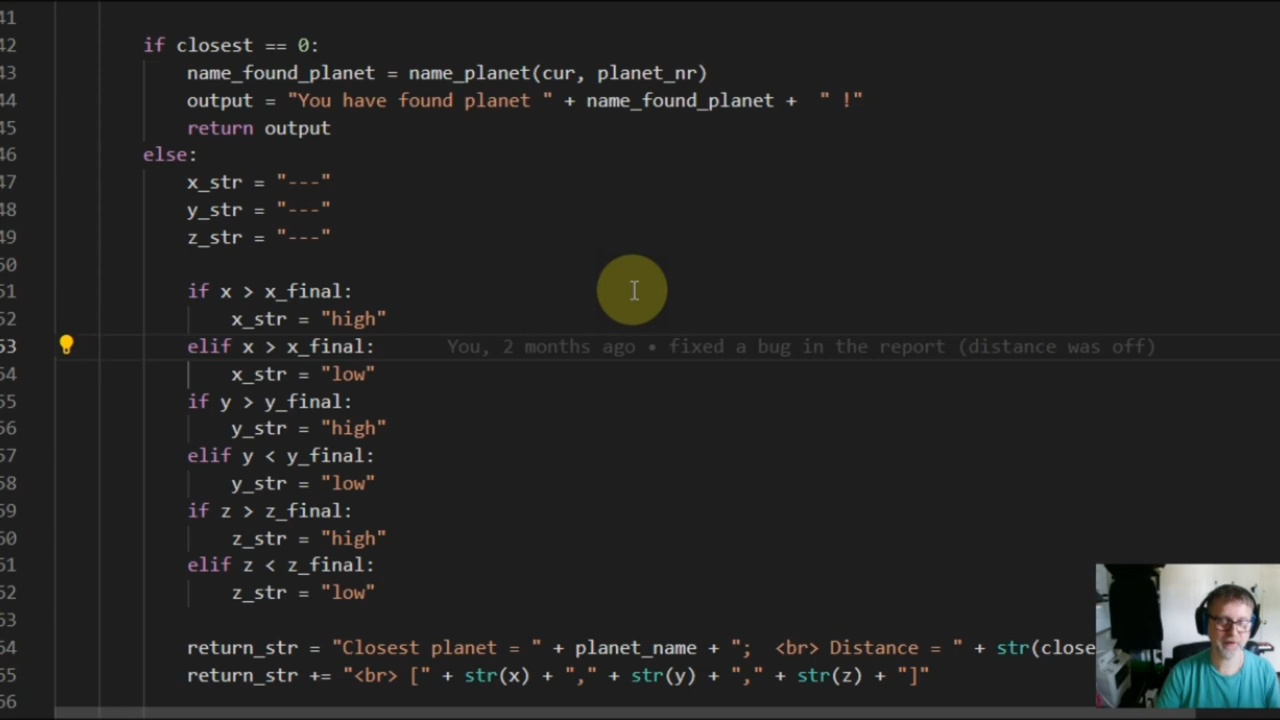 41
42 if closest == 0:
43 name_found_planet = name_planet(cur, planet_nr)
44 output = "You have found planet " + name_found_planet +  " !"
45 return output
46 else:
47 x_str = "---"
48 y_str = "---"
49 z_str = "---"
50
51 if x > x_final:
52 x_str = "high"
53 elif x > x_final: You, 2 months ago • fixed a bug in the report (distance was off)
54 x_str = "low"
55 if y > y_final:
56 y_str = "high"
57 elif y < y_final:
58 y_str = "low"
59 if z > z_final:
60 z_str = "high"
61 elif z < z_final:
62 z_str = "low"
63
64 return_str = "Closest planet = " + planet_name + ";  <br> Distance = " + str(close
65 return_str += "<br> [" + str(x) + "," + str(y) + "," + str(z) + "]"
66